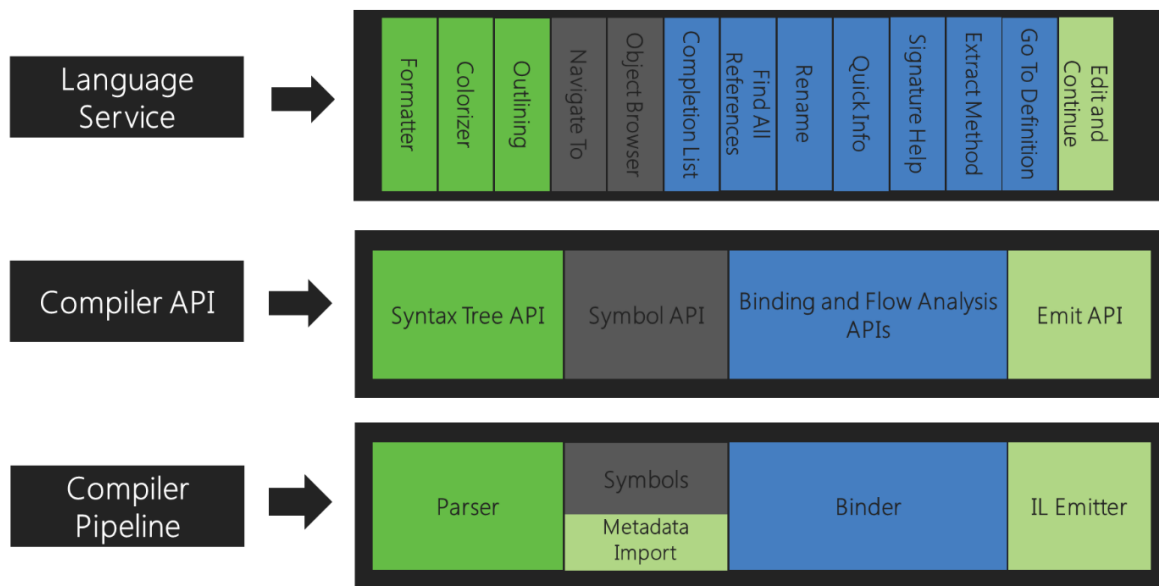 Language
Service
Formatter
Colorizer
Outlining
Navigate To
Object Browser
Completion List
Find All
References
Rename
Quick Info
Signature Help
Extract Method
Go To Definition
Edit and
Continue
Compiler API
Syntax Tree API
Symbol API
Binding and Flow Analysis
APIs
Emit API
Compiler
Pipeline
Parser
Symbols
Metadata
Import
Binder
IL Emitter